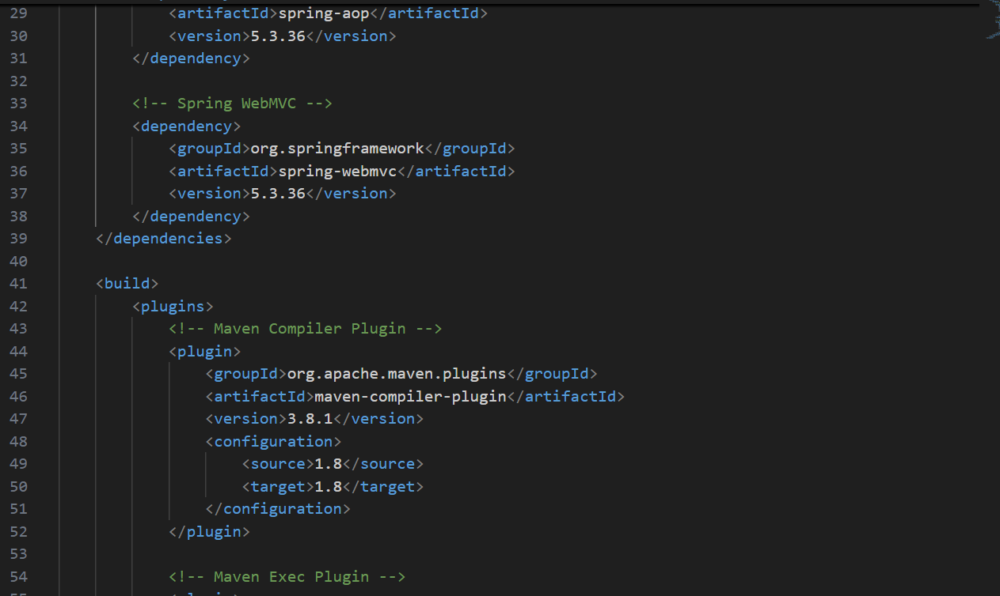 29 <artifactId>spring-aop</artifactId>
30 <version>5.3.36</version>
31 </dependency>
32
33 <!-- Spring WebMVC -->
34 <dependency>
35 <groupId>org.springframework</groupId>
36 <artifactId>spring-webmvc</artifactId>
37 <version>5.3.36</version>
38 </dependency>
39 </dependencies>
40
41 <build>
42 <plugins>
43 <!-- Maven Compiler Plugin -->
44 <plugin>
45 <groupId>org.apache.maven.plugins</groupId>
46 <artifactId>maven-compiler-plugin</artifactId>
47 <version>3.8.1</version>
48 <configuration>
49 <source>1.8</source>
50 <target>1.8</target>
51 </configuration>
52 </plugin>
53
54 <!-- Maven Exec Plugin -->